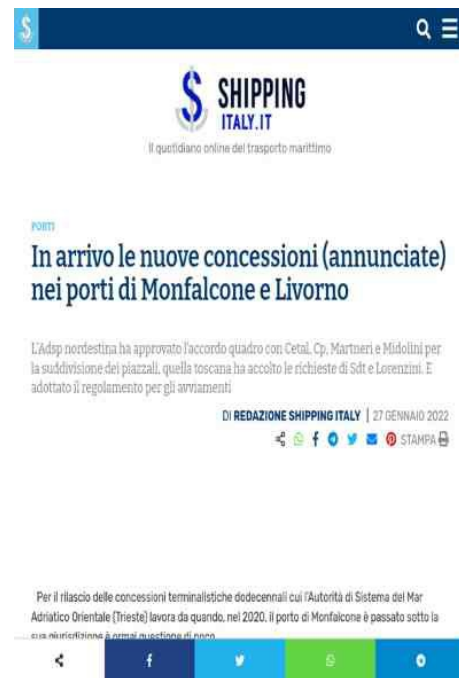 SHIPPING
ITALY.IT
Il quotidiano online del trasporto marittimo
PORTI
In arrivo le nuove concessioni (annunciate)
nei porti di Monfalcone e Livorno
L'Adsp nordestina ha approvato l'accordo quadro con Cetal, Cp, Martneri e Midolini per
la suddivisione dei piazzali, quella toscana ha accolto le richieste di Sdt e Lorenzini. E
adottato il regolamento per gli avviamenti
DI REDAZIONE SHIPPING ITALY | 27 GENNAIO 2022
STAMPA
Per il rilascio delle concessioni terminalistiche dodecennali cui l'Autorità di Sistema del Mar
Adriatico Orientale (Trieste) lavora da quando, nel 2020, il porto di Monfalcone è passato sotto la
sua giurisdizione è ormai questione di poco